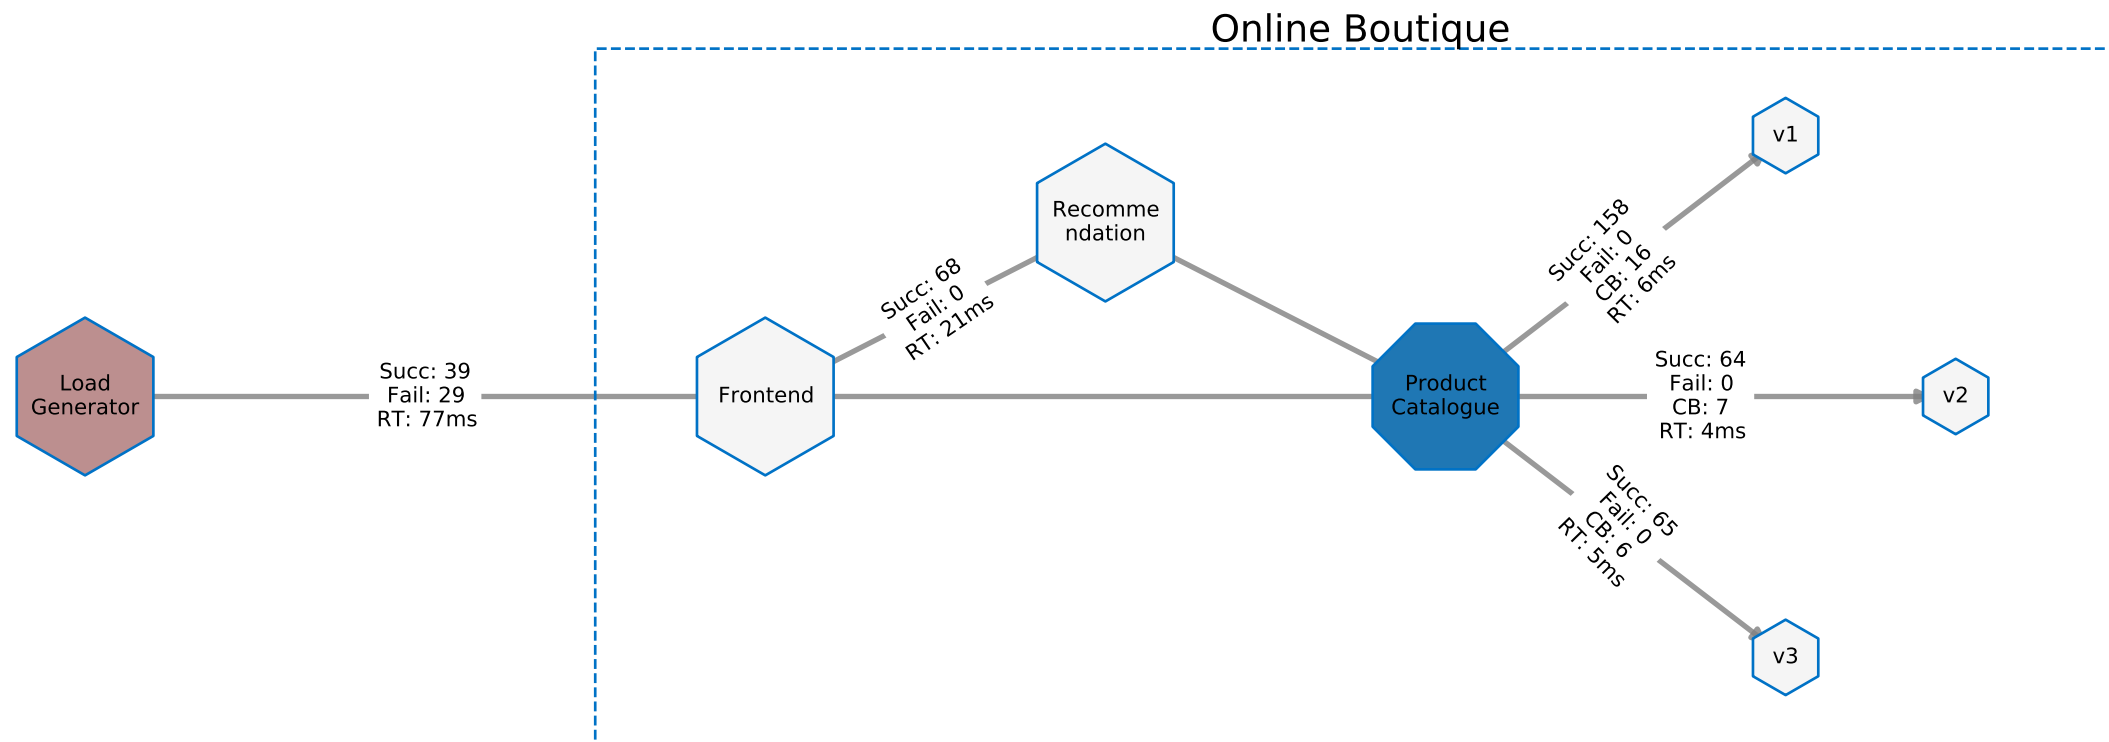 Online Boutique
Load
Generator
Succ: 39
Fail: 29
RT: 77ms
Frontend
Succ: 68
Fail: 0
RT: 21ms
Recomme
ndation
Product
Catalogue
Succ: 158
Fail: 0
CB: 16
RT: 6ms
v1
Succ: 64
Fail: 0
CB: 7
RT: 4ms
v2
Succ: 65
Fail: 0
CB: 6
RT: 5ms
v3